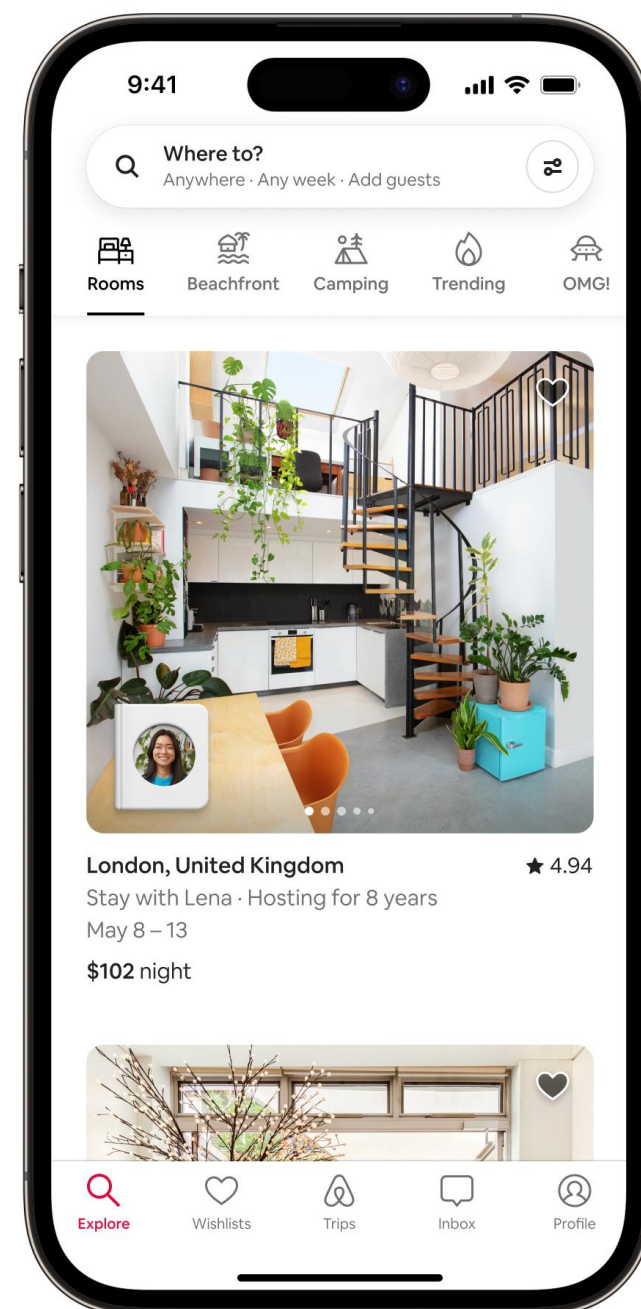 9:41
Where to?
Anywhere · Any week · Add guests
Rooms
Beachfront
Camping
Trending
OMG!
London, United Kingdom
★ 4.94
Stay with Lena · Hosting for 8 years
May 8 – 13
$102 night
Explore
Wishlists
Trips
Inbox
Profile